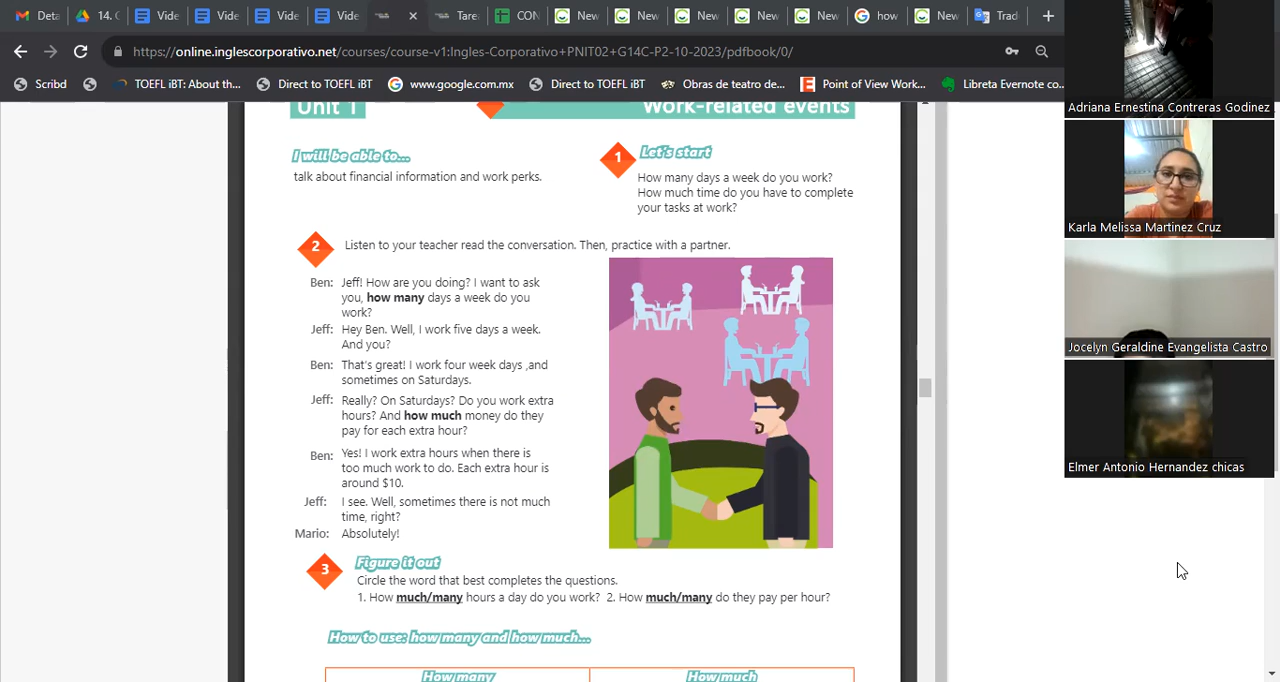 Deta
14. C
Vide
Vide
Vide
Vide
Tare
CON
New
New
New
New
New
how
New
Trad
https://online.inglescorporativo.net/courses/course-v1:Ingles-Corporativo+PNIT02+G14C-P2-10-2023/pdfbook/0/
Scribd
TOEFL iBT: About th...
Direct to TOEFL iBT
www.google.com.mx
Direct to TOEFL iBT
Obras de teatro de...
Point of View Work...
Libreta Evernote co...
Unit 1
Work-related events
I will be able to...
talk about financial information and work perks.
1
Let's start
How many days a week do you work?
How much time do you have to complete
your tasks at work?
2
Listen to your teacher read the conversation. Then, practice with a partner.
Ben: Jeff! How are you doing? I want to ask
you, how many days a week do you
work?
Jeff: Hey Ben. Well, I work five days a week.
And you?
Ben: That's great! I work four week days ,and
sometimes on Saturdays.
Jeff: Really? On Saturdays? Do you work extra
hours? And how much money do they
pay for each extra hour?
Ben: Yes! I work extra hours when there is
too much work to do. Each extra hour is
around $10.
Jeff: I see. Well, sometimes there is not much
time, right?
Mario: Absolutely!
3
Figure it out
Circle the word that best completes the questions.
1. How much/many hours a day do you work? 2. How much/many do they pay per hour?
How to use: how many and how much...
How many
How much
Adriana Ernestina Contreras Godinez
Karla Melissa Martinez Cruz
Jocelyn Geraldine Evangelista Castro
Elmer Antonio Hernandez chicas